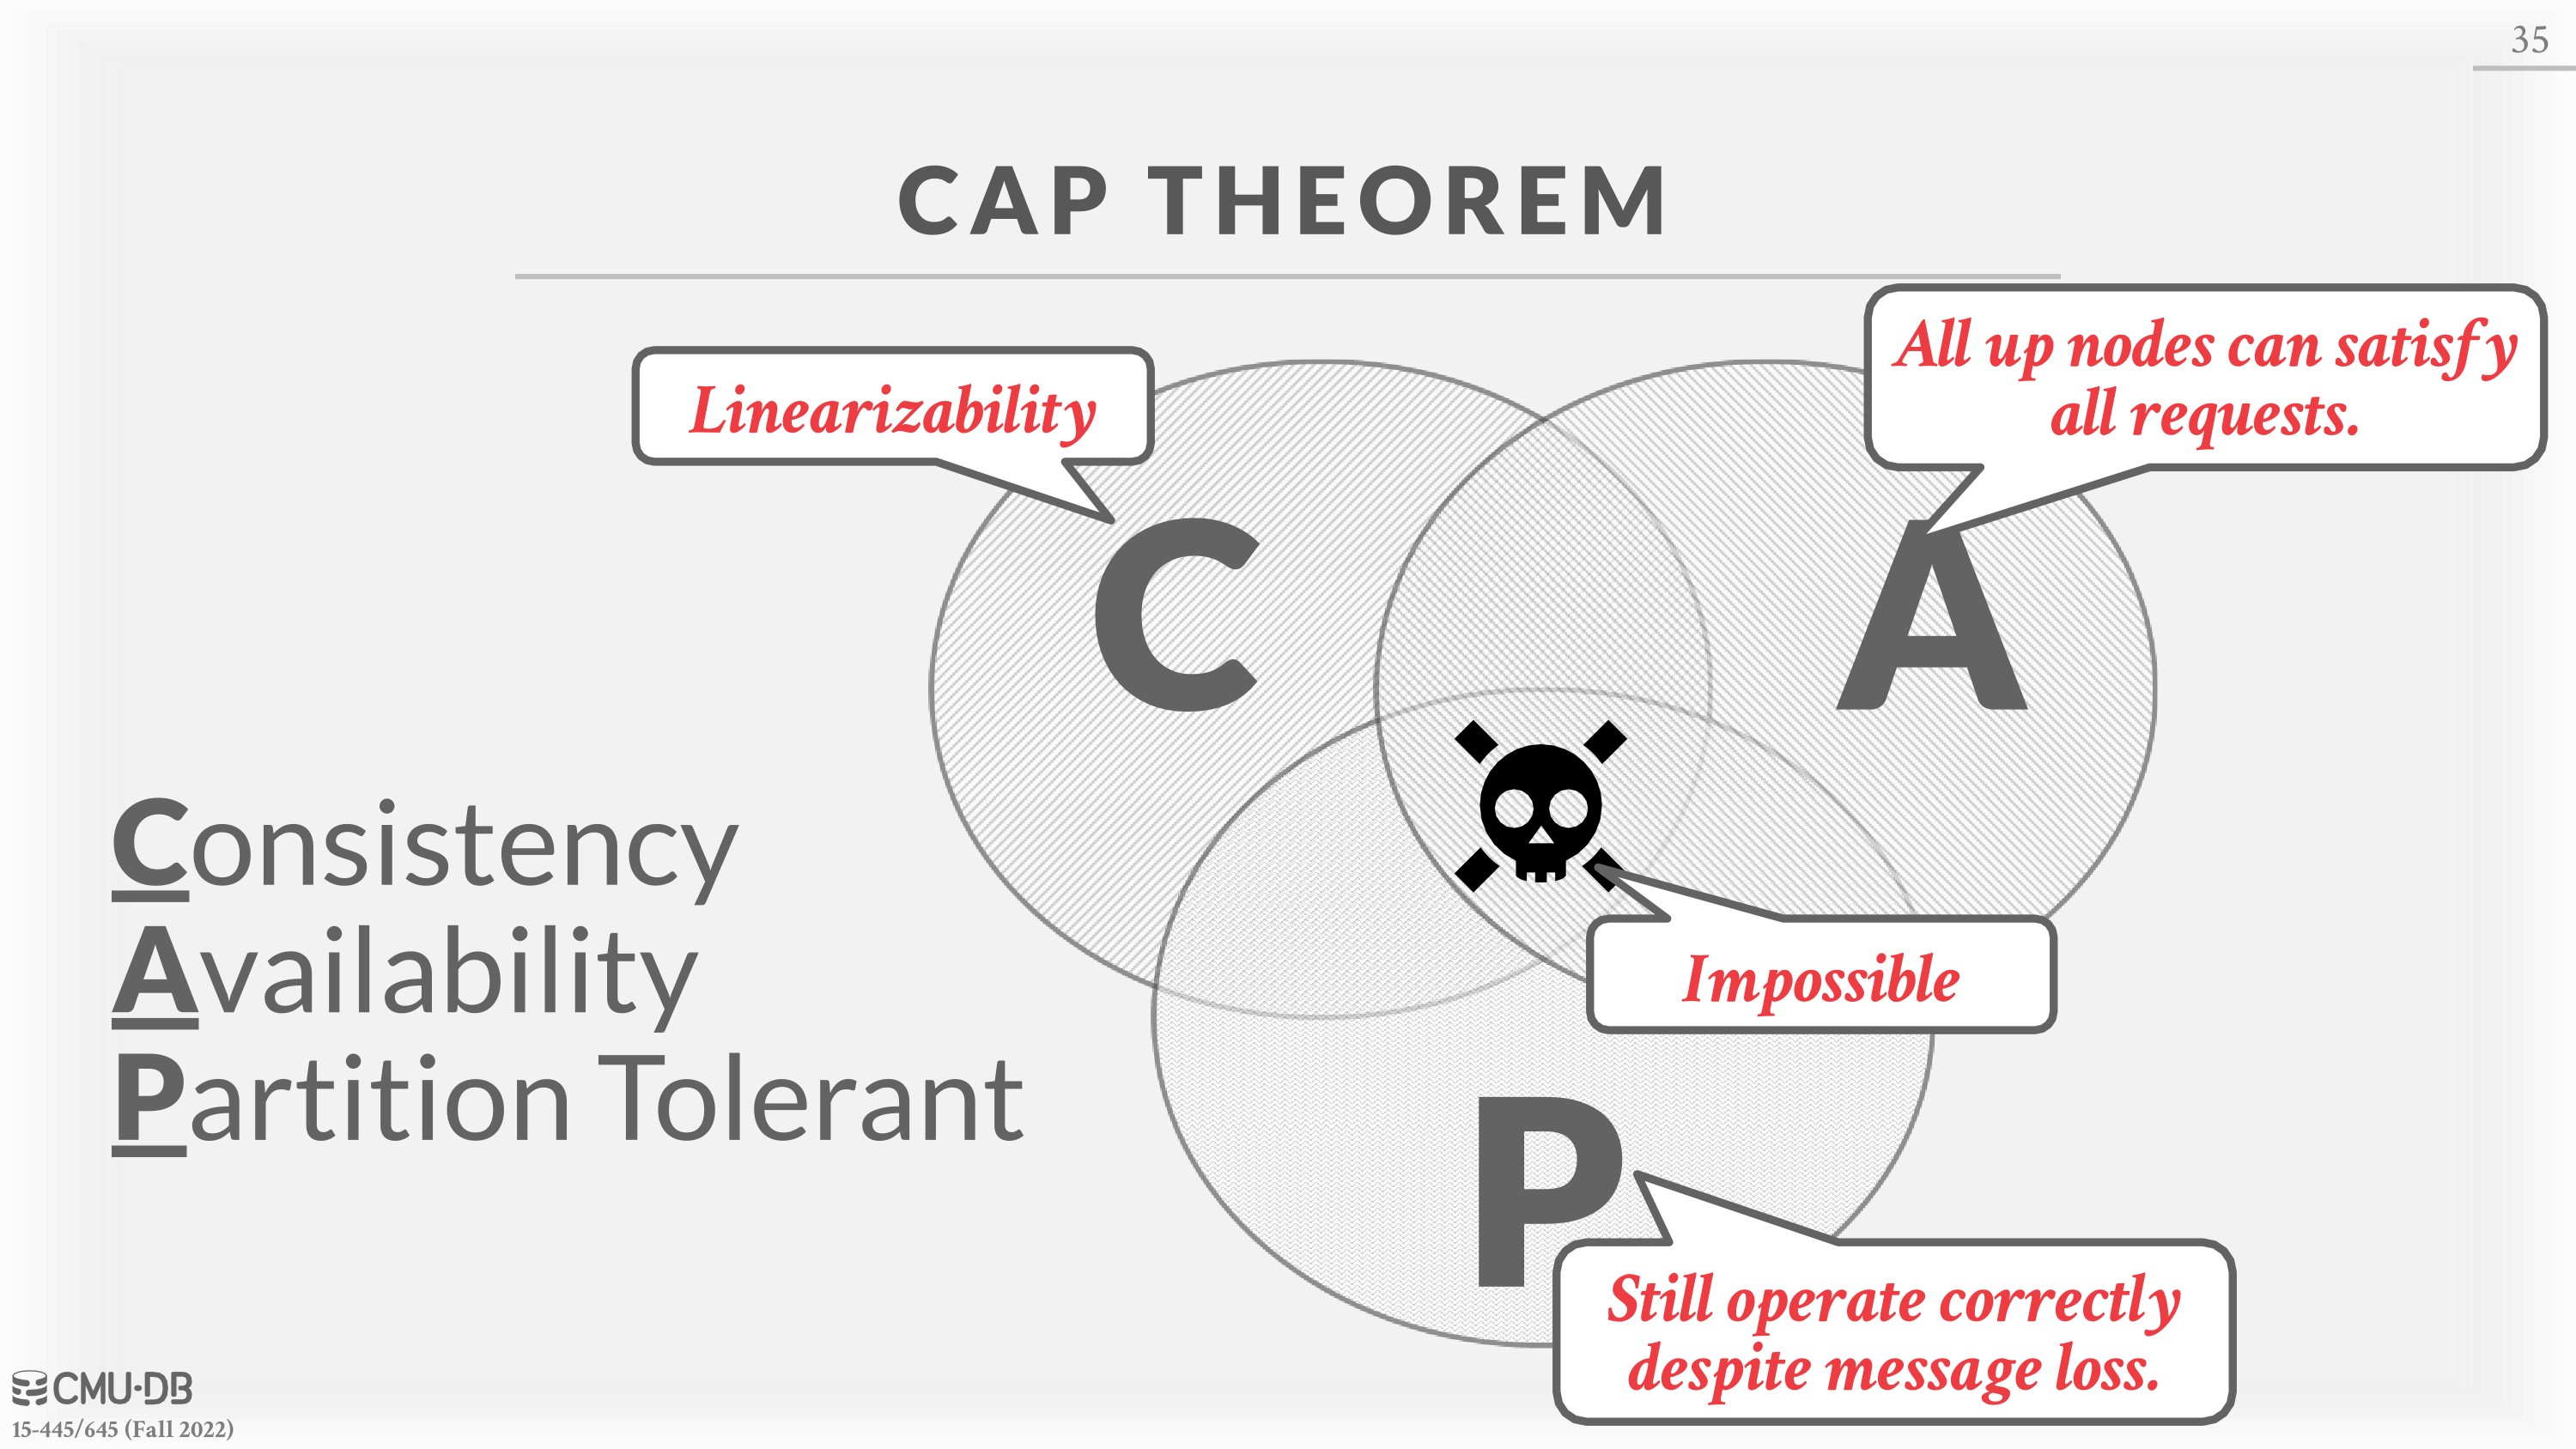 35
CAP THEOREM
Linearizability
All up nodes can satisfy
all requests.
C
A
Consistency
Availability
Partition Tolerant
Impossible
P
Still operate correctly
despite message loss.
CMU·DB
15-445/645 (Fall 2022)